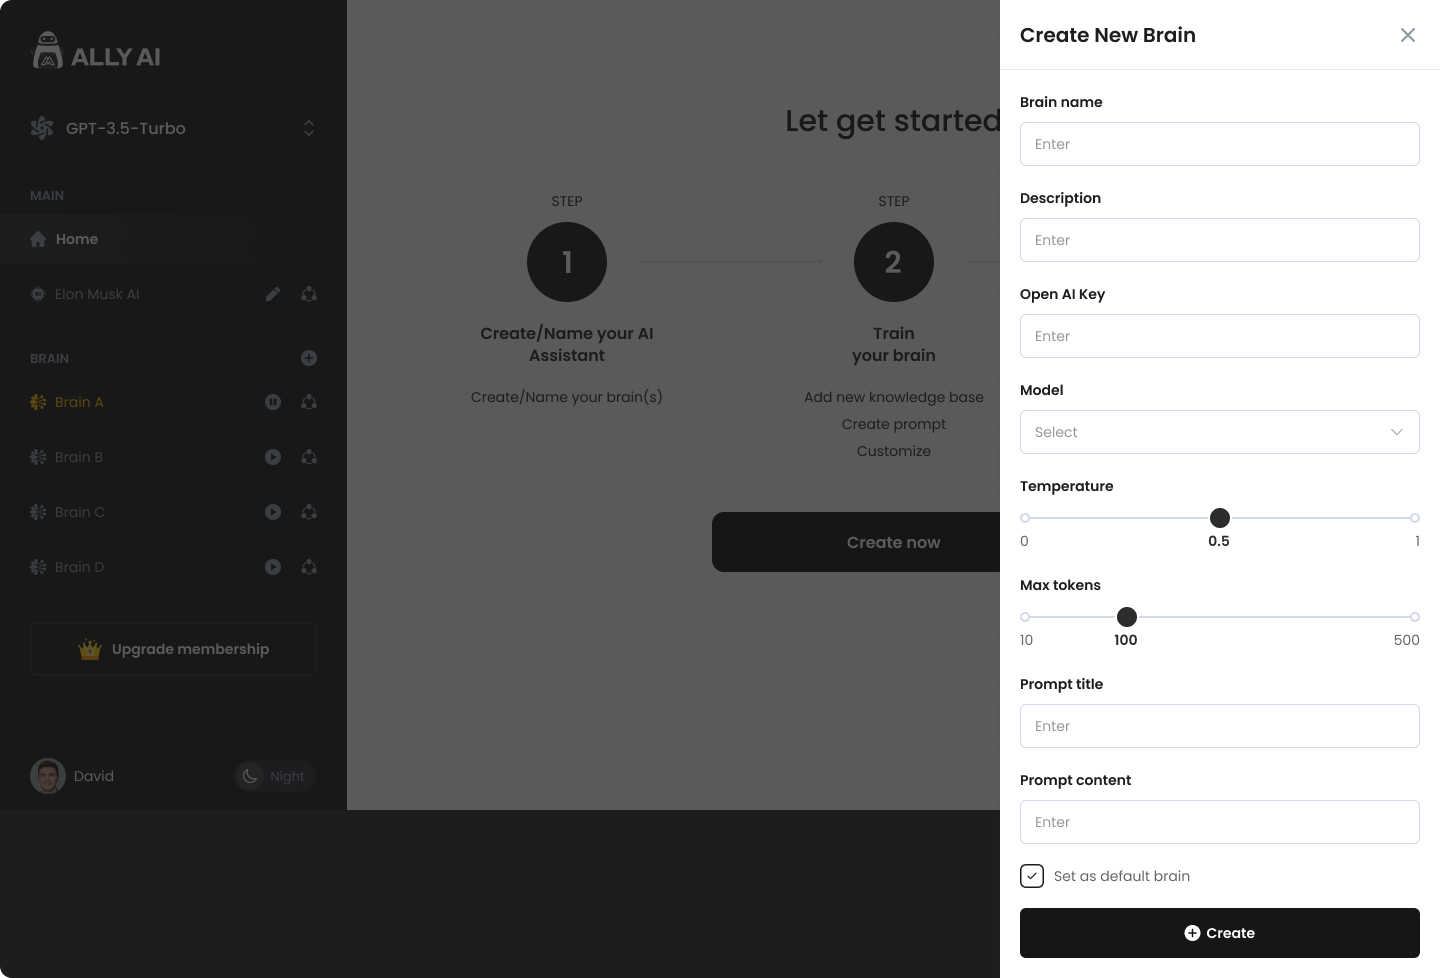 ALLY AI
GPT-3.5-Turbo
MAIN
Home
Elon Musk AI
BRAIN
Brain A
Brain B
Brain C
Brain D
Upgrade membership
David
Night
Let get started
STEP
1
Create/Name your AI
Assistant
Create/Name your brain(s)
STEP
2
Train
your brain
Add new knowledge base
Create prompt
Customize
Create now
Create New Brain
Brain name
Enter
Description
Enter
Open AI Key
Enter
Model
Select
Temperature
0 0.5 1
Max tokens
10 100 500
Prompt title
Enter
Prompt content
Enter
Set as default brain
Create